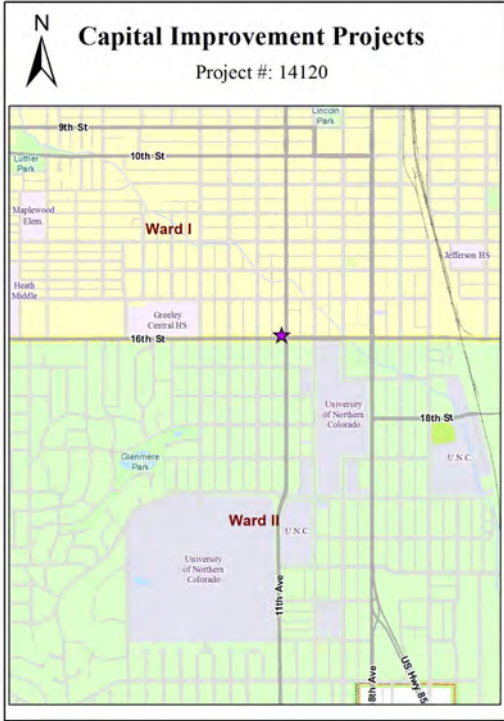 N
Capital Improvement Projects
Project #: 14120
Lincoln
Park
9th St
10th St
Luther
Park
Maplewood
Elem.
Ward I
Jefferson HS
Heath
Middle
Greeley
Central HS
16th St
University
of Northern
Colorado
18th St
Glenmere
Park
U.N.C.
Ward II
U.N.C.
University
of Northern
Colorado
11th Ave
8th Ave
US Hwy 85